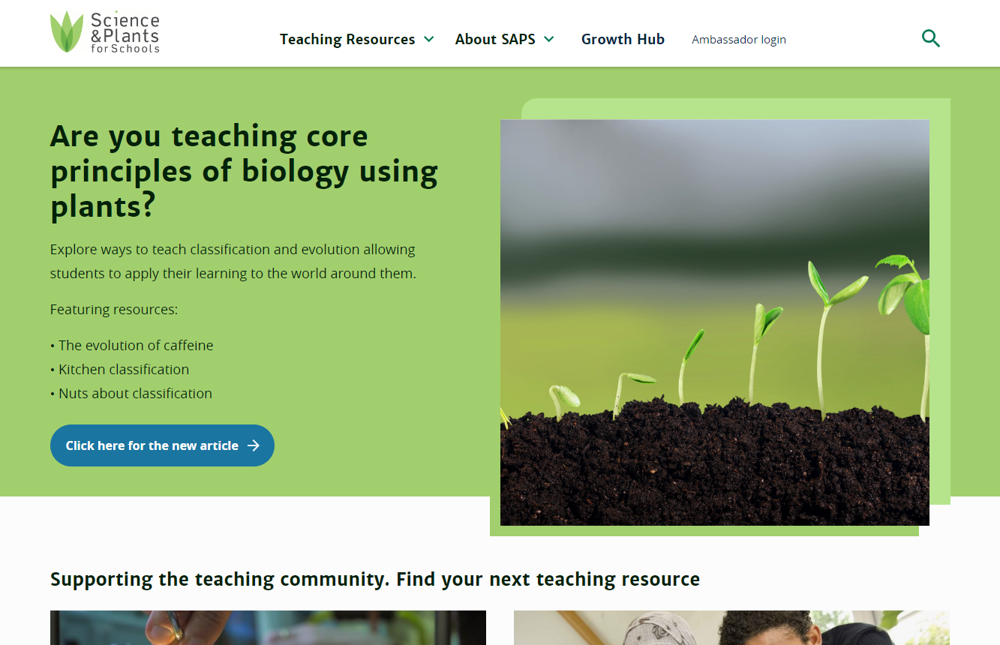 Science
&Plants
for Schools
Teaching Resources
About SAPS
Growth Hub
Ambassador login
Are you teaching core
principles of biology using
plants?
Explore ways to teach classification and evolution allowing
students to apply their learning to the world around them.
Featuring resources:
• The evolution of caffeine
• Kitchen classification
• Nuts about classification
Click here for the new article
Supporting the teaching community. Find your next teaching resource